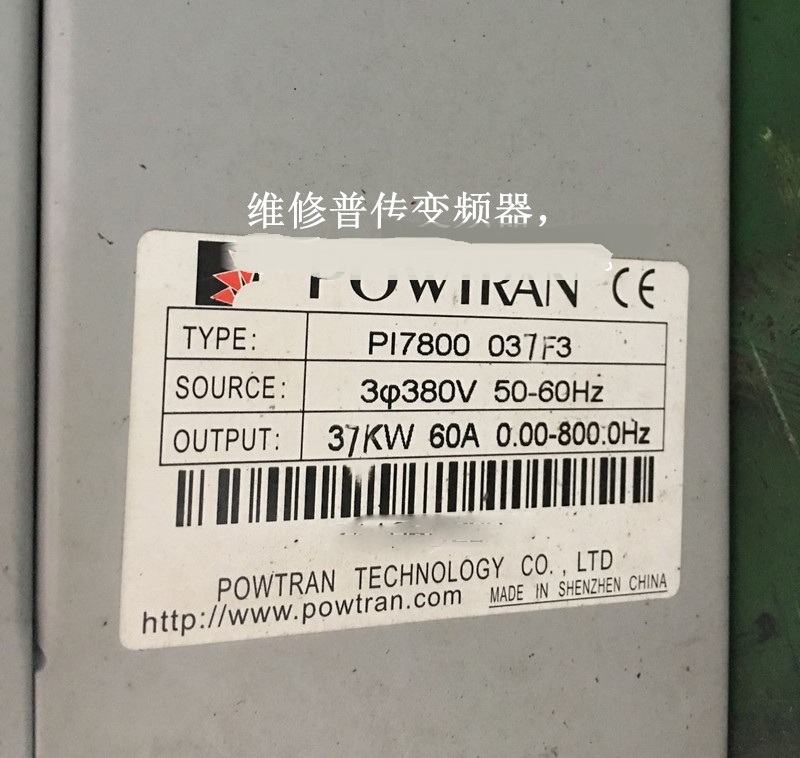 维修普传变频器，
POWTRAN CE
TYPE: PI7800 037F3
SOURCE: 3φ380V 50-60Hz
OUTPUT: 37KW 60A 0.00-800.0Hz
POWTRAN TECHNOLOGY CO., LTD
http://www.powtran.com MADE IN SHENZHEN CHINA